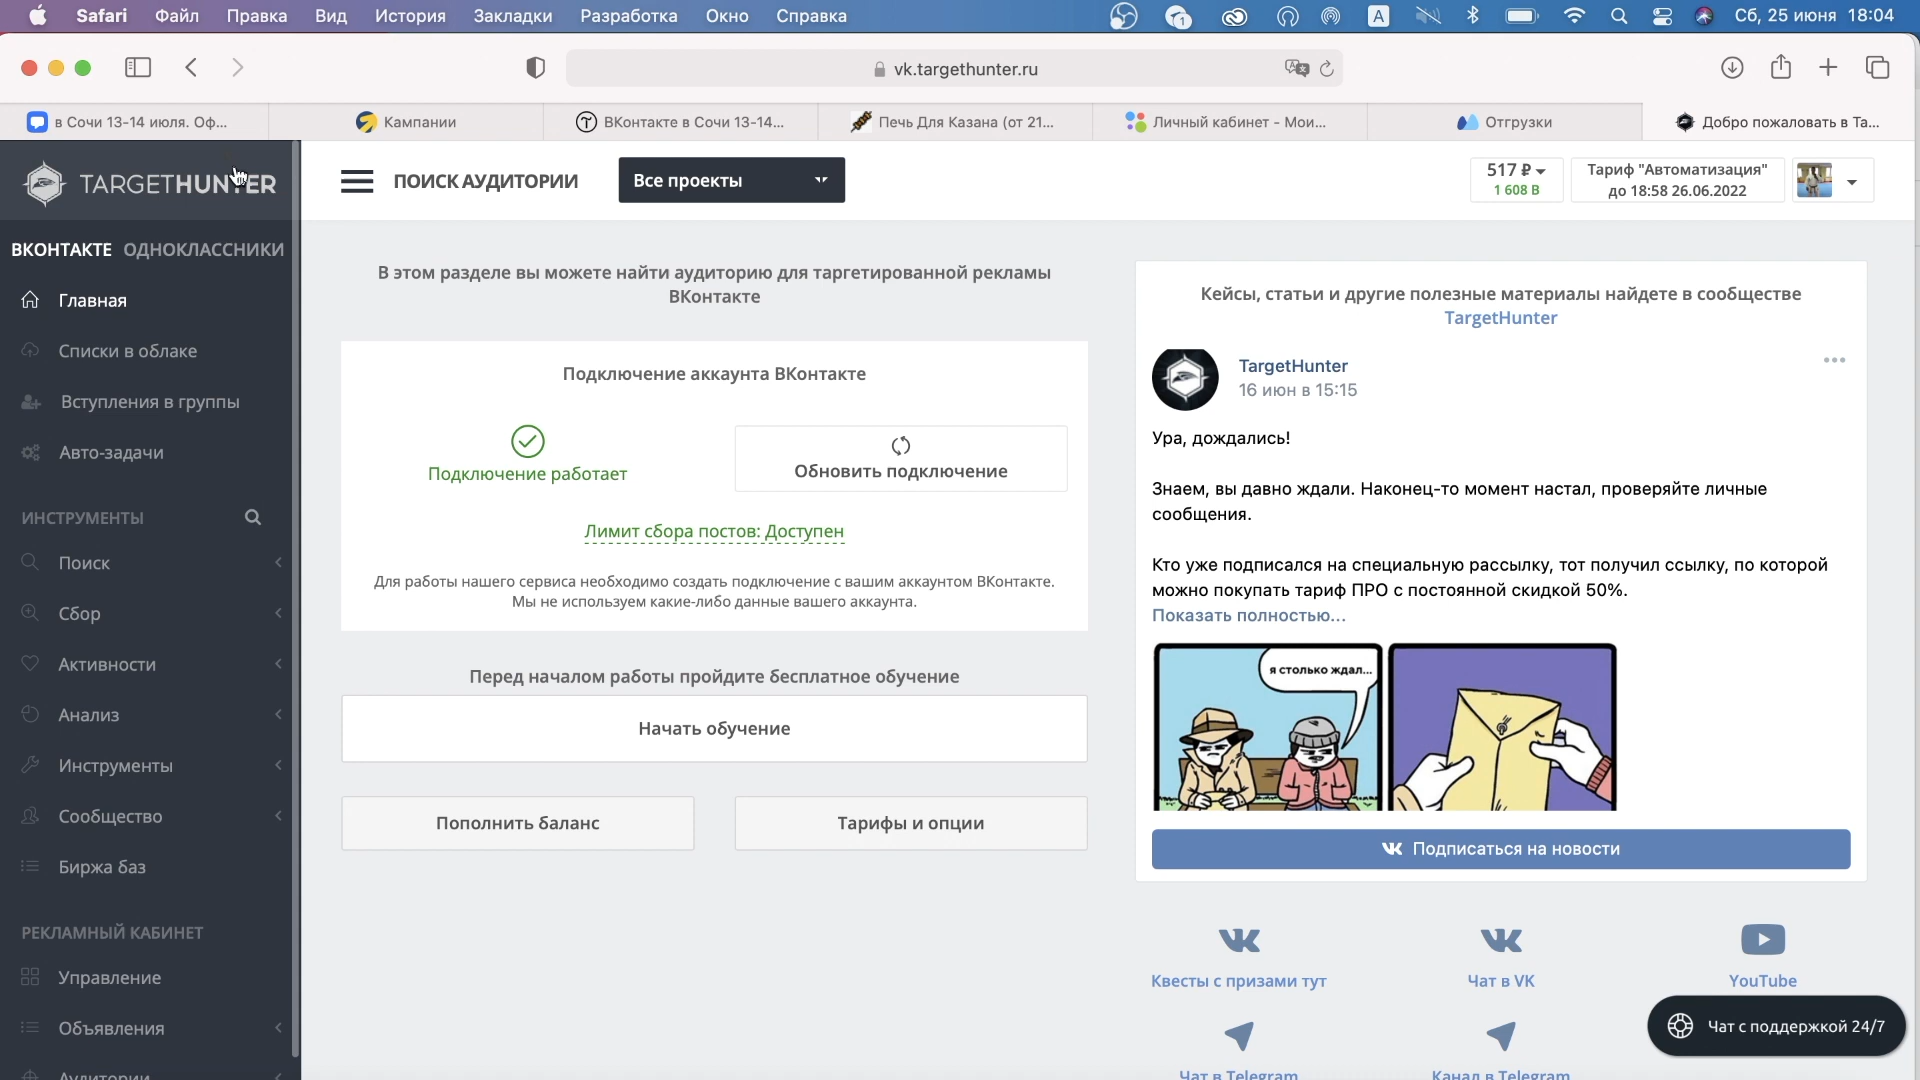 Safari Файл Правка Вид История Закладки Разработка Окно Справка
1 A Сб, 25 июня 18:04
vk.targethunter.ru
в Сочи 13-14 июля. Оф...
Кампании
ВКонтакте в Сочи 13-14...
Печь Для Казана (от 21...
Личный кабинет - Мои...
Отгрузки
Добро пожаловать в Та...
TARGETHUNTER
ПОИСК АУДИТОРИИ
Все проекты
517 ₽
1 608 B
Тариф "Автоматизация"
до 18:58 26.06.2022
ВКОНТАКТЕ ОДНОКЛАССНИКИ
Главная
Списки в облаке
Вступления в группы
Авто-задачи
ИНСТРУМЕНТЫ
Поиск
Сбор
Активности
Анализ
Инструменты
Сообщество
Биржа баз
РЕКЛАМНЫЙ КАБИНЕТ
Управление
Объявления
Аудитории
В этом разделе вы можете найти аудиторию для таргетированной рекламы
ВКонтакте
Подключение аккаунта ВКонтакте
Подключение работает
Обновить подключение
Лимит сбора постов: Доступен
Для работы нашего сервиса необходимо создать подключение с вашим аккаунтом ВКонтакте.
Мы не используем какие-либо данные вашего аккаунта.
Перед началом работы пройдите бесплатное обучение
Начать обучение
Пополнить баланс
Тарифы и опции
Кейсы, статьи и другие полезные материалы найдете в сообществе
TargetHunter
TargetHunter
16 июн в 15:15
Ура, дождались!
Знаем, вы давно ждали. Наконец-то момент настал, проверяйте личные
сообщения.
Кто уже подписался на специальную рассылку, тот получил ссылку, по которой
можно покупать тариф ПРО с постоянной скидкой 50%.
Показать полностью...
я столько ждал...
Подписаться на новости
Квесты с призами тут
Чат в VK
YouTube
Чат с поддержкой 24/7
Чат в Telegram
Канал в Telegram